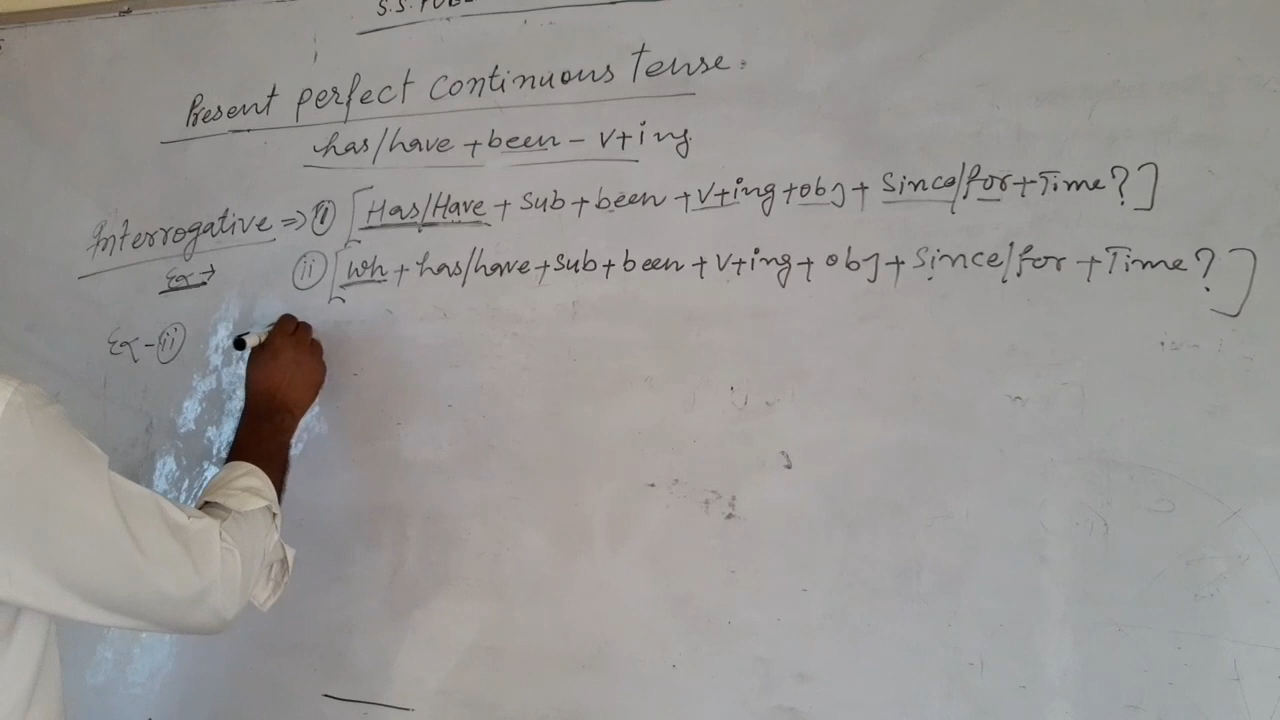 S.S.
Present perfect continuous Tense.
has/have + been - V+ing
Interrogative => (i) [Has/Have + Sub + been + V+ing + obj + Since/for + Time?]
Ex →
(ii) [Wh + has/have + Sub + been + V+ing + obj + Since/for + Time?]
Ex - (ii)